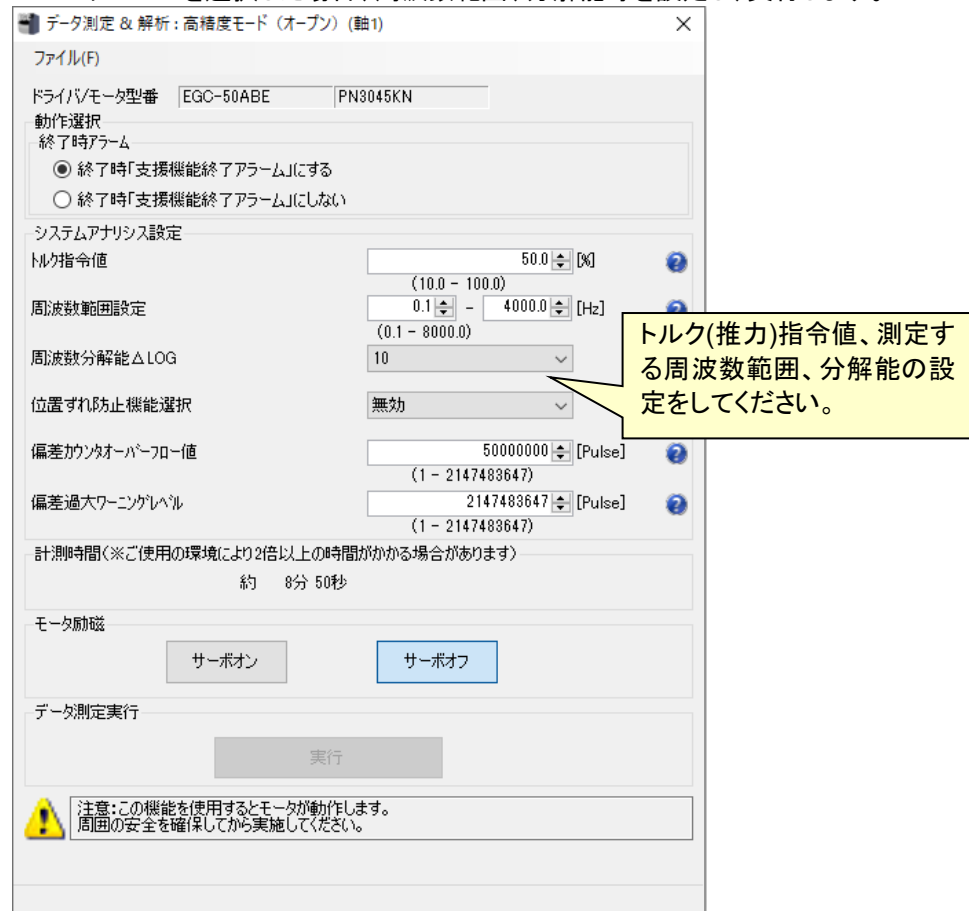 データ測定 & 解析 : 高精度モード (オープン) (軸1)
ファイル(F)
ドライバ/モータ型番 EGC-50ABE PN3045KN
動作選択
終了時アラーム
終了時「支援機能終了アラーム」にする
終了時「支援機能終了アラーム」にしない
システムアナリシス設定
トルク指令値 50.0 [%]
(10.0 - 100.0)
周波数範囲設定 0.1 - 4000.0 [Hz]
(0.1 - 8000.0)
周波数分解能△LOG 10
位置ずれ防止機能選択 無効
偏差カウンタオーバーフロー値 50000000 [Pulse]
(1 - 2147483647)
偏差過大ワーニングレベル 2147483647 [Pulse]
(1 - 2147483647)
トルク(推力)指令値、測定す
る周波数範囲、分解能の設
定をしてください。
計測時間(※ご使用の環境により2倍以上の時間がかかる場合があります)
約 8分 50秒
モータ励磁
サーボオン サーボオフ
データ測定実行
実行
注意:この機能を使用するとモータが動作します。
周囲の安全を確保してから実施してください。